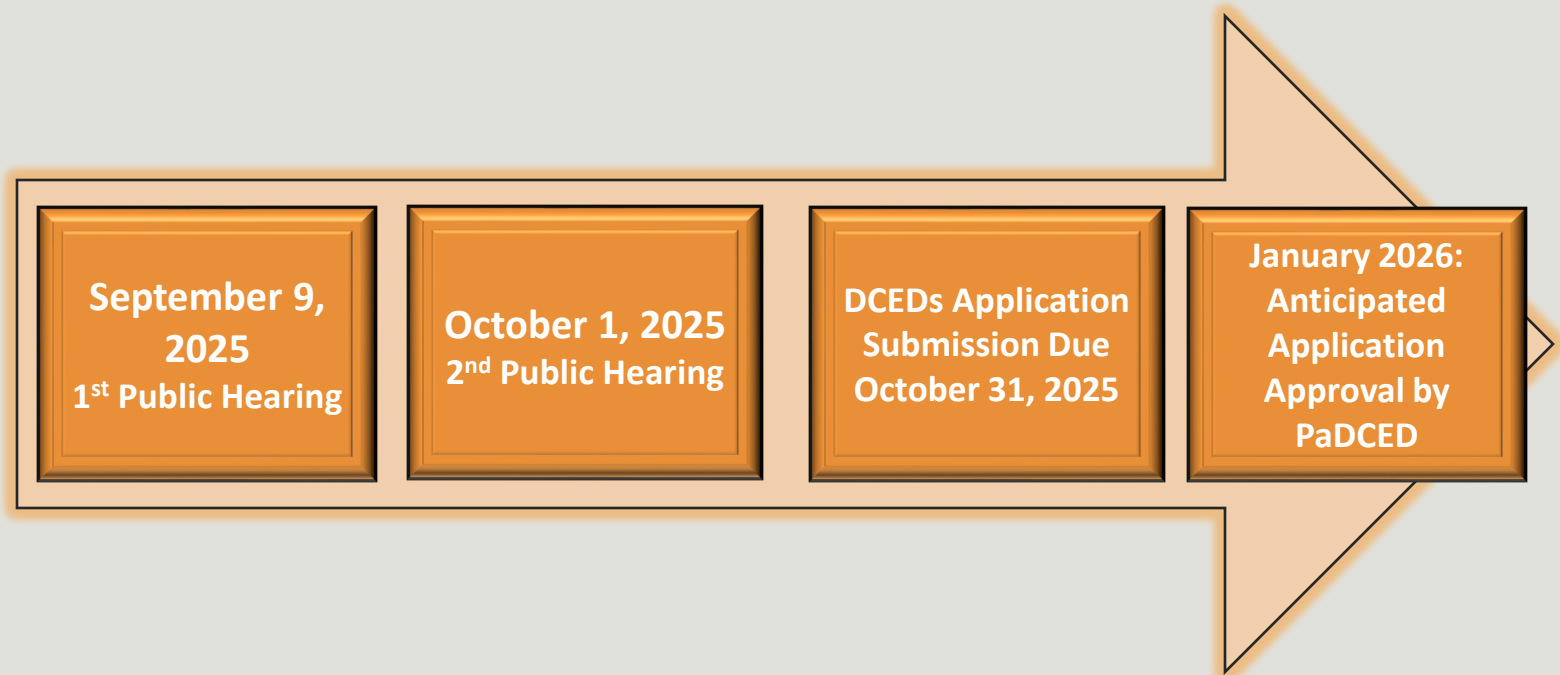 September 9,
2025
1st Public Hearing
October 1, 2025
2nd Public Hearing
DCEDs Application
Submission Due
October 31, 2025
January 2026:
Anticipated
Application
Approval by
PaDCED